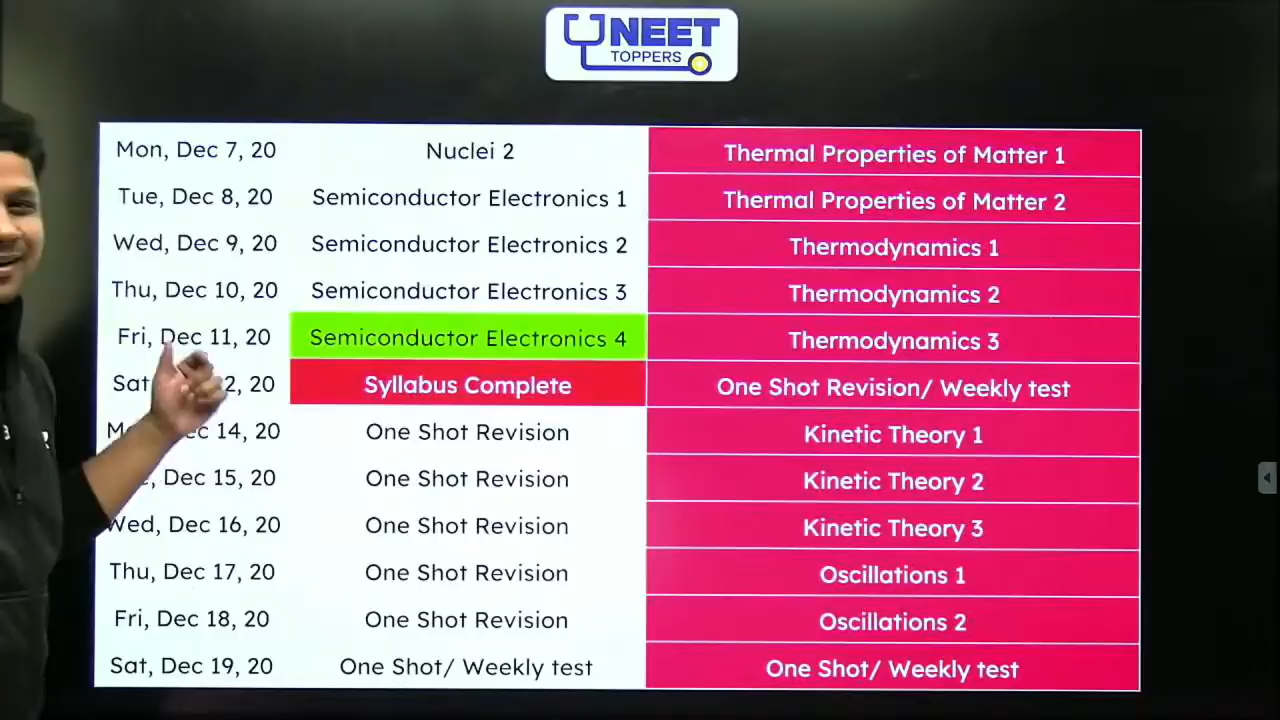 NEET
TOPPERS
Mon, Dec 7, 20 Nuclei 2 Thermal Properties of Matter 1
Tue, Dec 8, 20 Semiconductor Electronics 1 Thermal Properties of Matter 2
Wed, Dec 9, 20 Semiconductor Electronics 2 Thermodynamics 1
Thu, Dec 10, 20 Semiconductor Electronics 3 Thermodynamics 2
Fri, Dec 11, 20 Semiconductor Electronics 4 Thermodynamics 3
Sat 2, 20 Syllabus Complete One Shot Revision/ Weekly test
14, 20 One Shot Revision Kinetic Theory 1
Dec 15, 20 One Shot Revision Kinetic Theory 2
Wed, Dec 16, 20 One Shot Revision Kinetic Theory 3
Thu, Dec 17, 20 One Shot Revision Oscillations 1
Fri, Dec 18, 20 One Shot Revision Oscillations 2
Sat, Dec 19, 20 One Shot/ Weekly test One Shot/ Weekly test